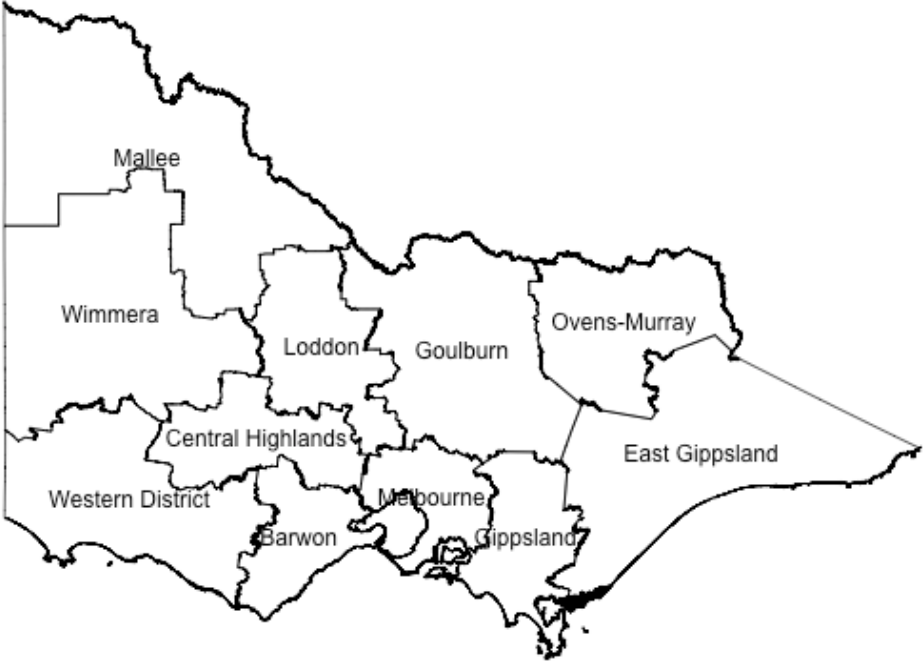 Mallee
Wimmera
Loddon
Goulburn
Ovens-Murray
Central Highlands
East Gippsland
Western District
Melbourne
Barwon
Gippsland